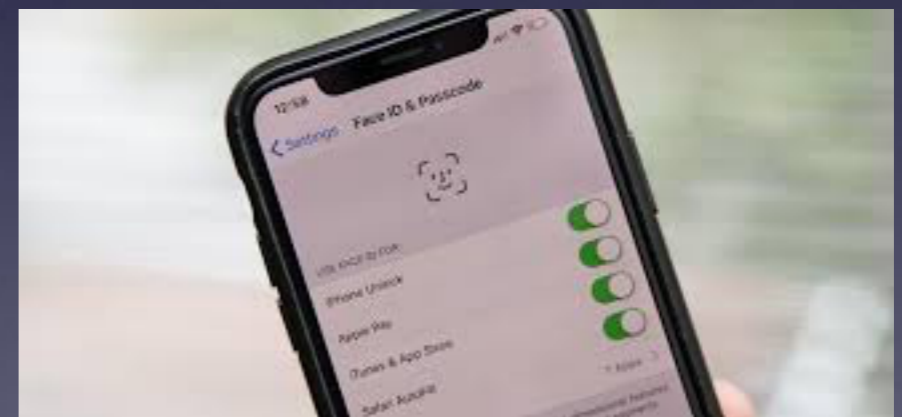 12:58
Settings Face ID & Passcode
USE FACE ID FOR:
iPhone Unlock
Apple Pay
iTunes & App Store
Safari AutoFill
Apps